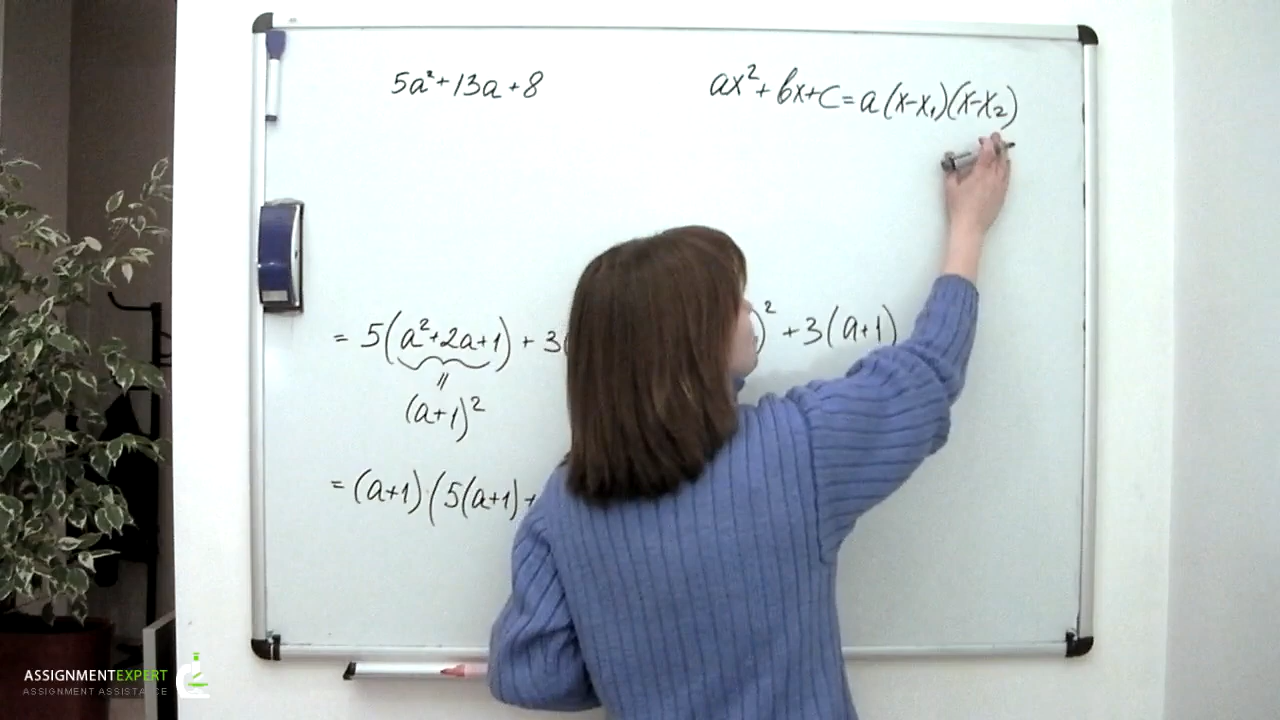 5a²+13a+8
ax²+bx+c=a(x-x₁)(x-x₂)
= 5(a²+2a+1) + 3( )² + 3(a+1)
"
(a+1)²
= (a+1)(5(a+1)+
ASSIGNMENTEXPERT
ASSIGNMENT ASSISTANCE